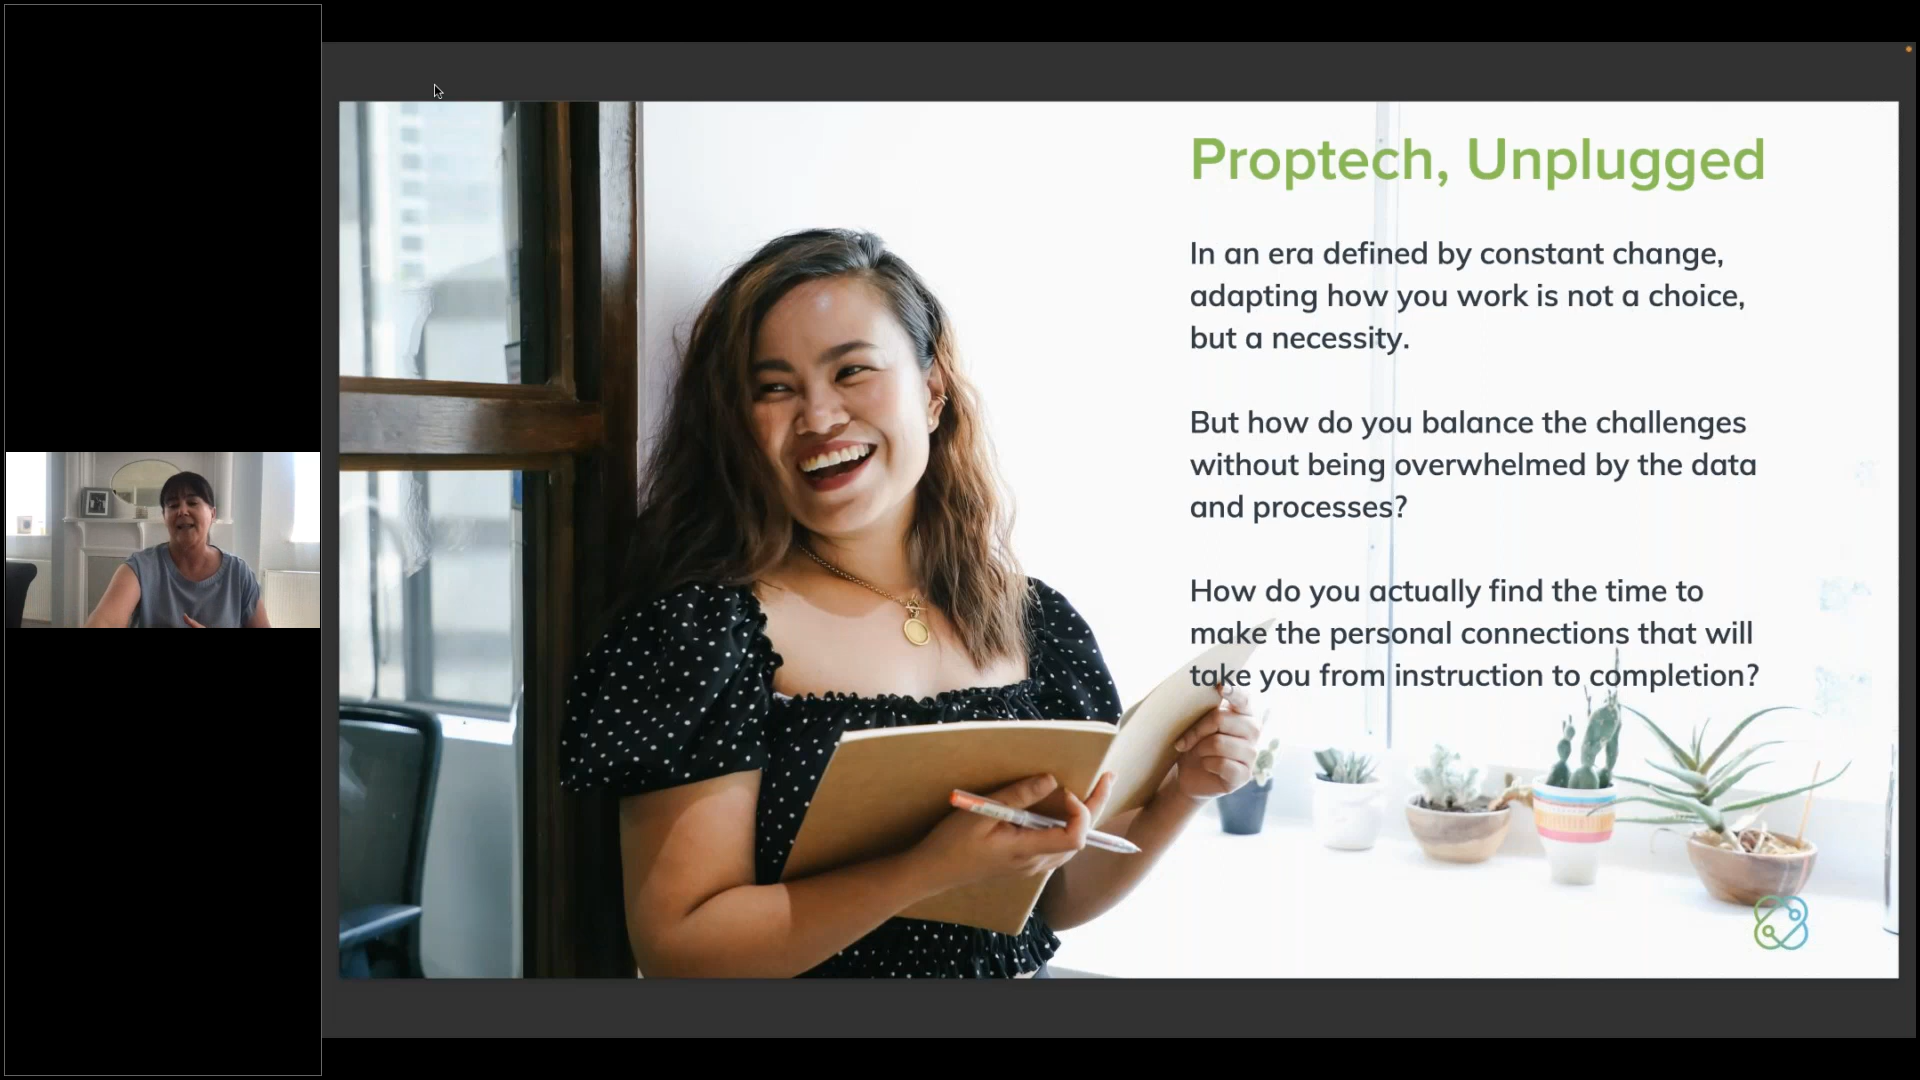 Proptech, Unplugged
In an era defined by constant change,
adapting how you work is not a choice,
but a necessity.
But how do you balance the challenges
without being overwhelmed by the data
and processes?
How do you actually find the time to
make the personal connections that will
take you from instruction to completion?